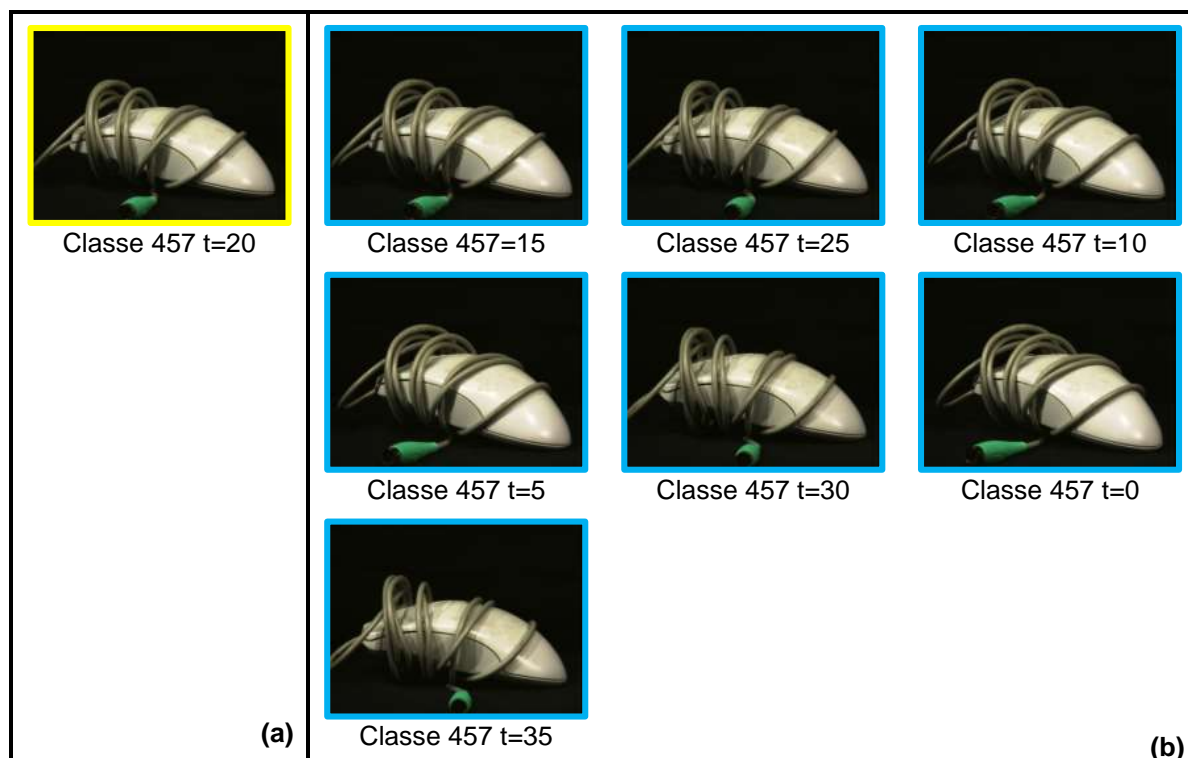 Classe 457 t=20
Classe 457=15
Classe 457 t=25
Classe 457 t=10
Classe 457 t=5
Classe 457 t=30
Classe 457 t=0
Classe 457 t=35
(a)
(b)